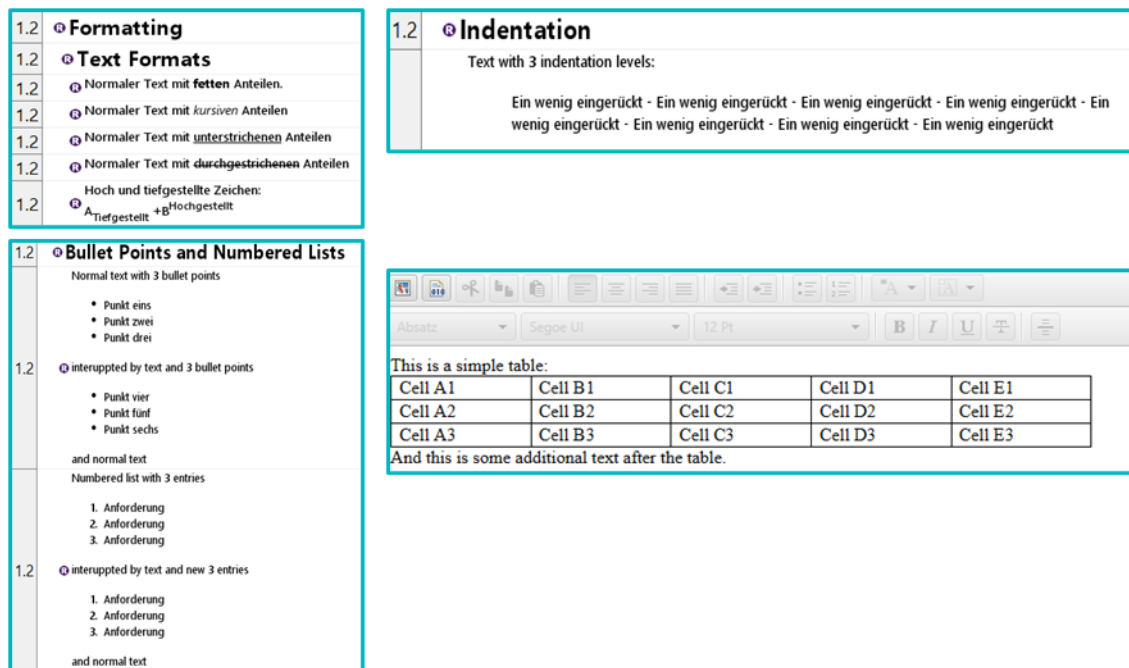 1.2 Formatting
1.2 Text Formats
1.2 Normaler Text mit fetten Anteilen.
1.2 Normaler Text mit kursiven Anteilen
1.2 Normaler Text mit unterstrichenen Anteilen
1.2 Normaler Text mit durchgestrichenen Anteilen
Hoch und tiefgestellte Zeichen:
1.2 ATiefgestellt +BHochgestellt
1.2 Indentation
Text with 3 indentation levels:
Ein wenig eingerückt - Ein wenig eingerückt - Ein wenig eingerückt - Ein wenig eingerückt - Ein
wenig eingerückt - Ein wenig eingerückt - Ein wenig eingerückt - Ein wenig eingerückt
1.2 Bullet Points and Numbered Lists
Normal text with 3 bullet points
• Punkt eins
• Punkt zwei
• Punkt drei
1.2 interuppted by text and 3 bullet points
• Punkt vier
• Punkt fünf
• Punkt sechs
and normal text
Numbered list with 3 entries
1. Anforderung
2. Anforderung
3. Anforderung
1.2 interuppted by text and new 3 entries
1. Anforderung
2. Anforderung
3. Anforderung
and normal text
Absatz Segoe UI 12 Pt B I U T
This is a simple table:
Cell A1 Cell B1 Cell C1 Cell D1 Cell E1
Cell A2 Cell B2 Cell C2 Cell D2 Cell E2
Cell A3 Cell B3 Cell C3 Cell D3 Cell E3
And this is some additional text after the table.